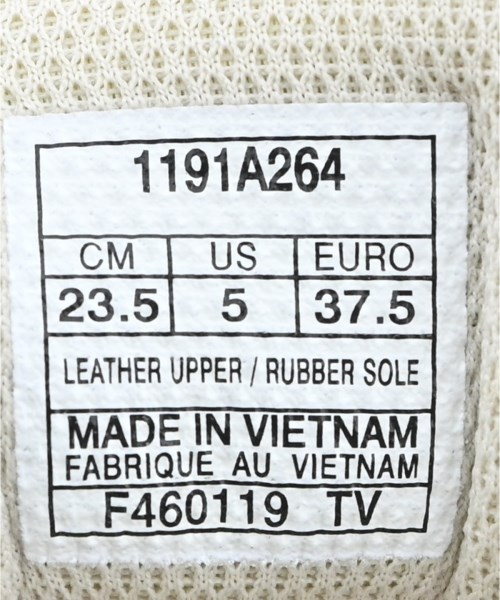 1191A264
CM US EURO
23.5 5 37.5
LEATHER UPPER / RUBBER SOLE
MADE IN VIETNAM
FABRIQUE AU VIETNAM
F460119 TV